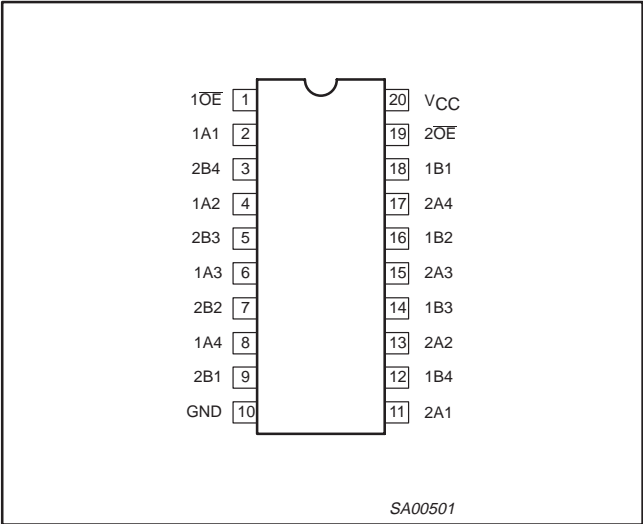 1O̅E̅ 1 20 VCC
1A1 2 19 2O̅E̅
2B4 3 18 1B1
1A2 4 17 2A4
2B3 5 16 1B2
1A3 6 15 2A3
2B2 7 14 1B3
1A4 8 13 2A2
2B1 9 12 1B4
GND 10 11 2A1
SA00501